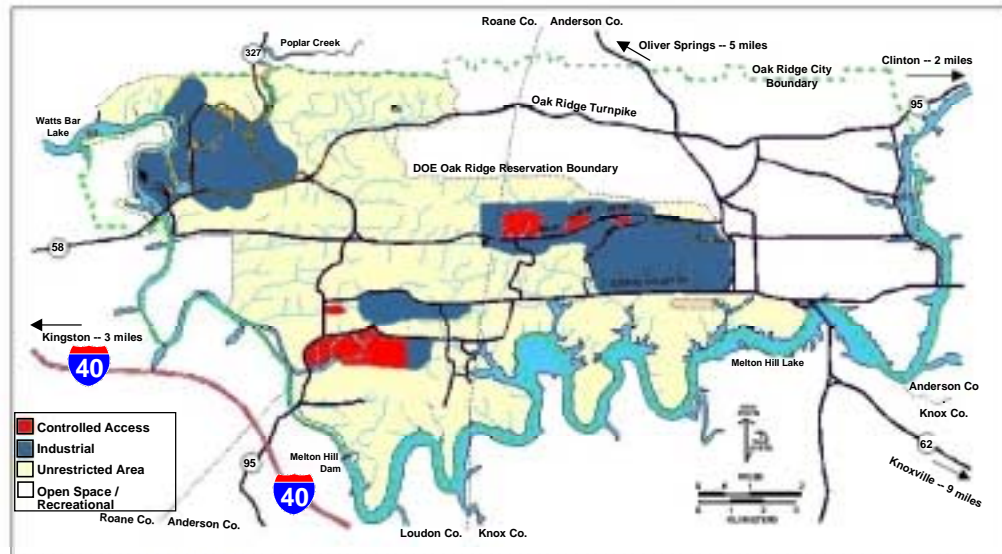 Roane Co.
Anderson Co.
Poplar Creek
327
Oliver Springs -- 5 miles
Clinton -- 2 miles
Oak Ridge City
Boundary
95
Oak Ridge Turnpike
Watts Bar
Lake
DOE Oak Ridge Reservation Boundary
58
Kingston -- 3 miles
40
Melton Hill Lake
Anderson Co
Knox Co.
Controlled Access
Industrial
Unrestricted Area
Open Space /
Recreational
95
Melton Hill
Dam
40
62
Knoxville -- 9 miles
Roane Co.
Anderson Co.
Loudon Co.
Knox Co.